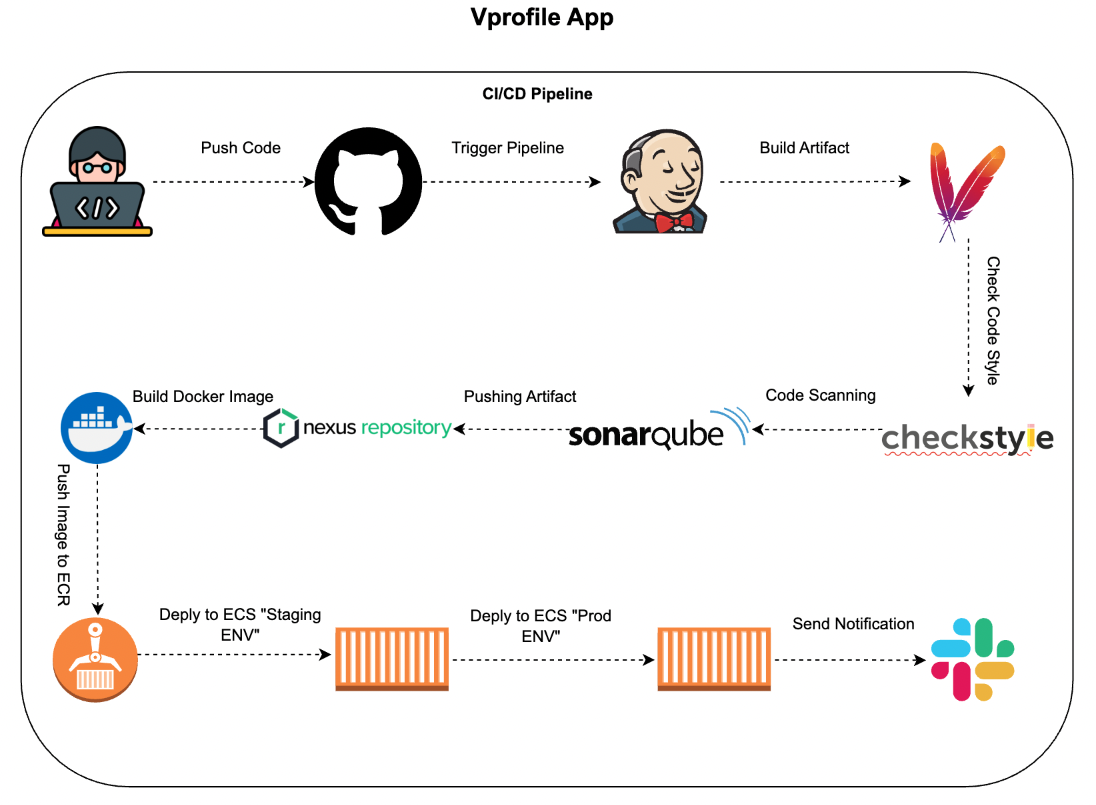 Vprofile App
CI/CD Pipeline
Push Code
Trigger Pipeline
Build Artifact
</>
Check Code Style
Build Docker Image
Pushing Artifact
Code Scanning
r nexus repository
sonarqube
checkstyle
Push Image to ECR
Deply to ECS "Staging
ENV"
Deply to ECS "Prod
ENV"
Send Notification